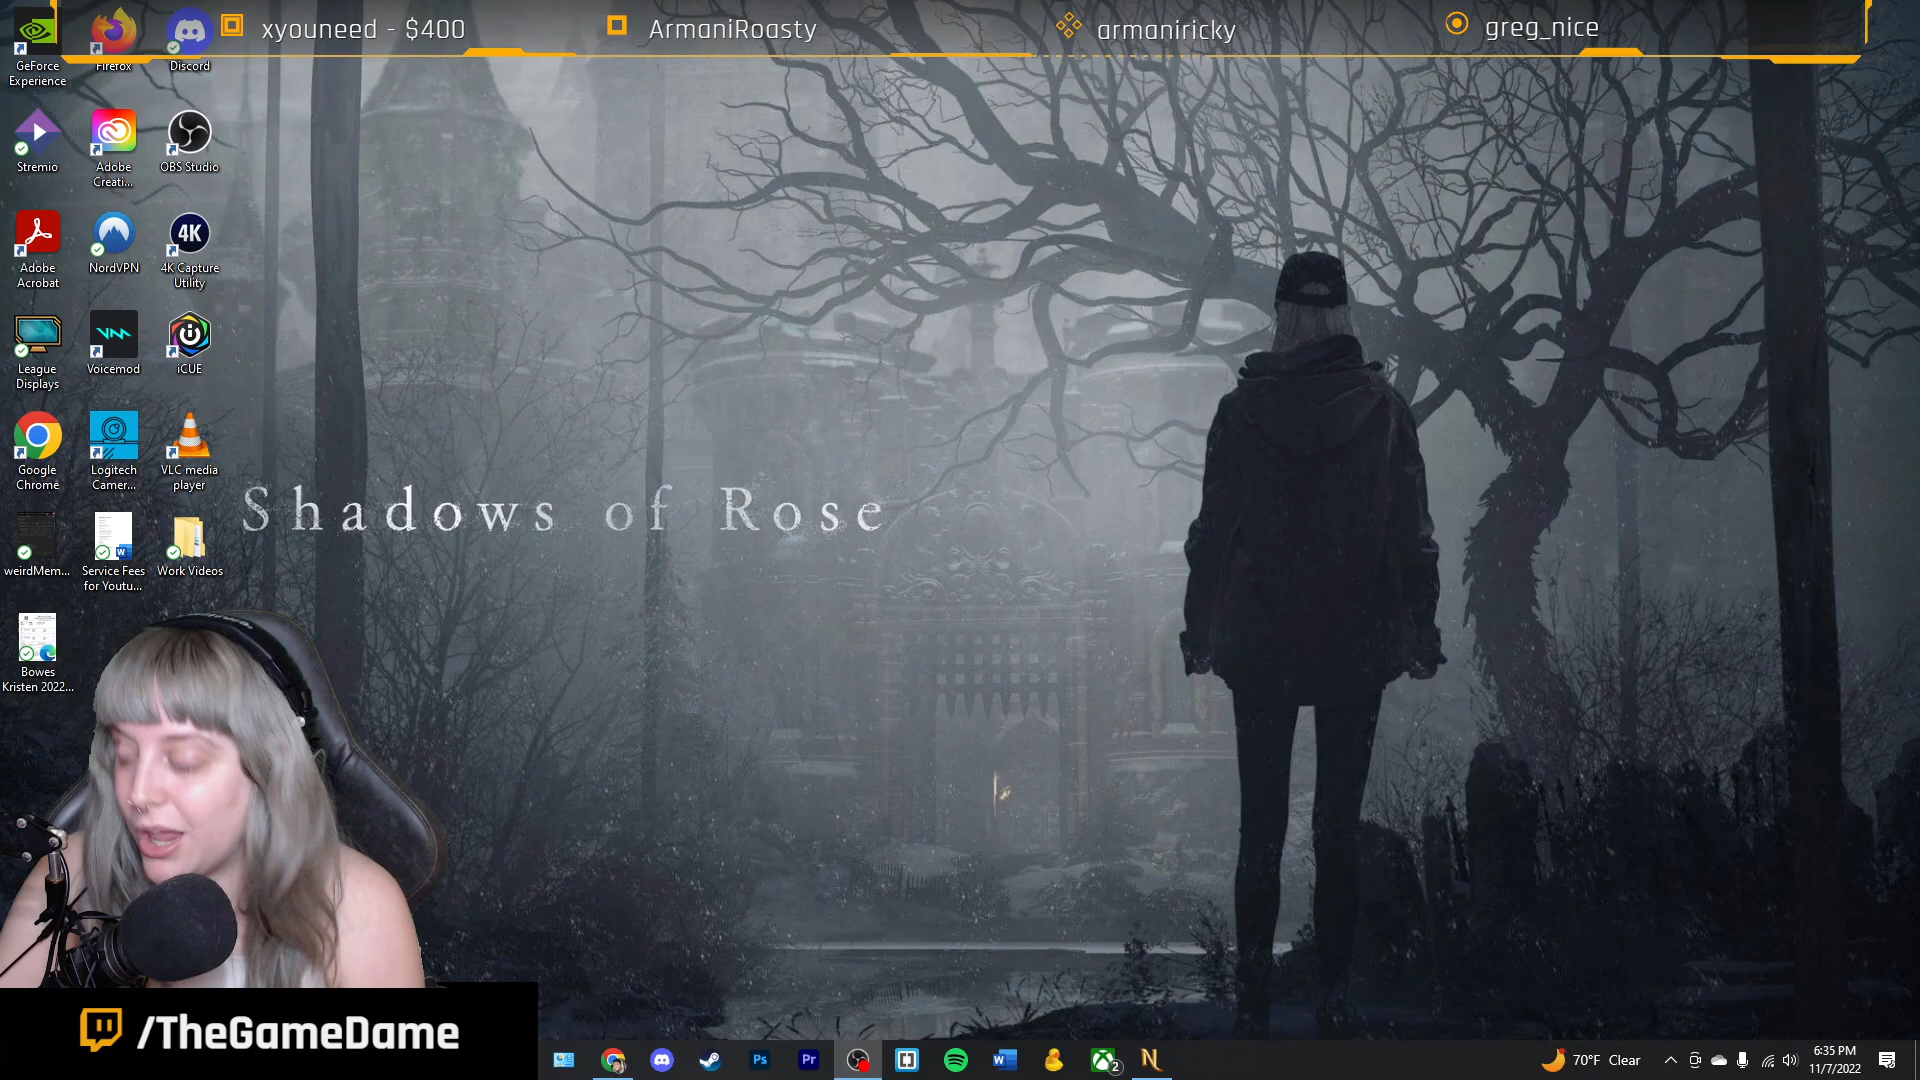 xyouneed - $400
ArmaniRoasty
armaniricky
greg_nice
GeForce
Experience
Firefox
Discord
Stremio
Adobe
Creati...
OBS Studio
Adobe
Acrobat
NordVPN
4K
4K Capture
Utility
League
Displays
Voicemod
iCUE
Google
Chrome
Logitech
Camer...
VLC media
player
weirdMem...
Service Fees
for Youtu...
Work Videos
Shadows of Rose
Bowes
Kristen 2022...
/TheGameDame
Ps
Pr
W
2
N
70°F Clear
6:35 PM
11/7/2022